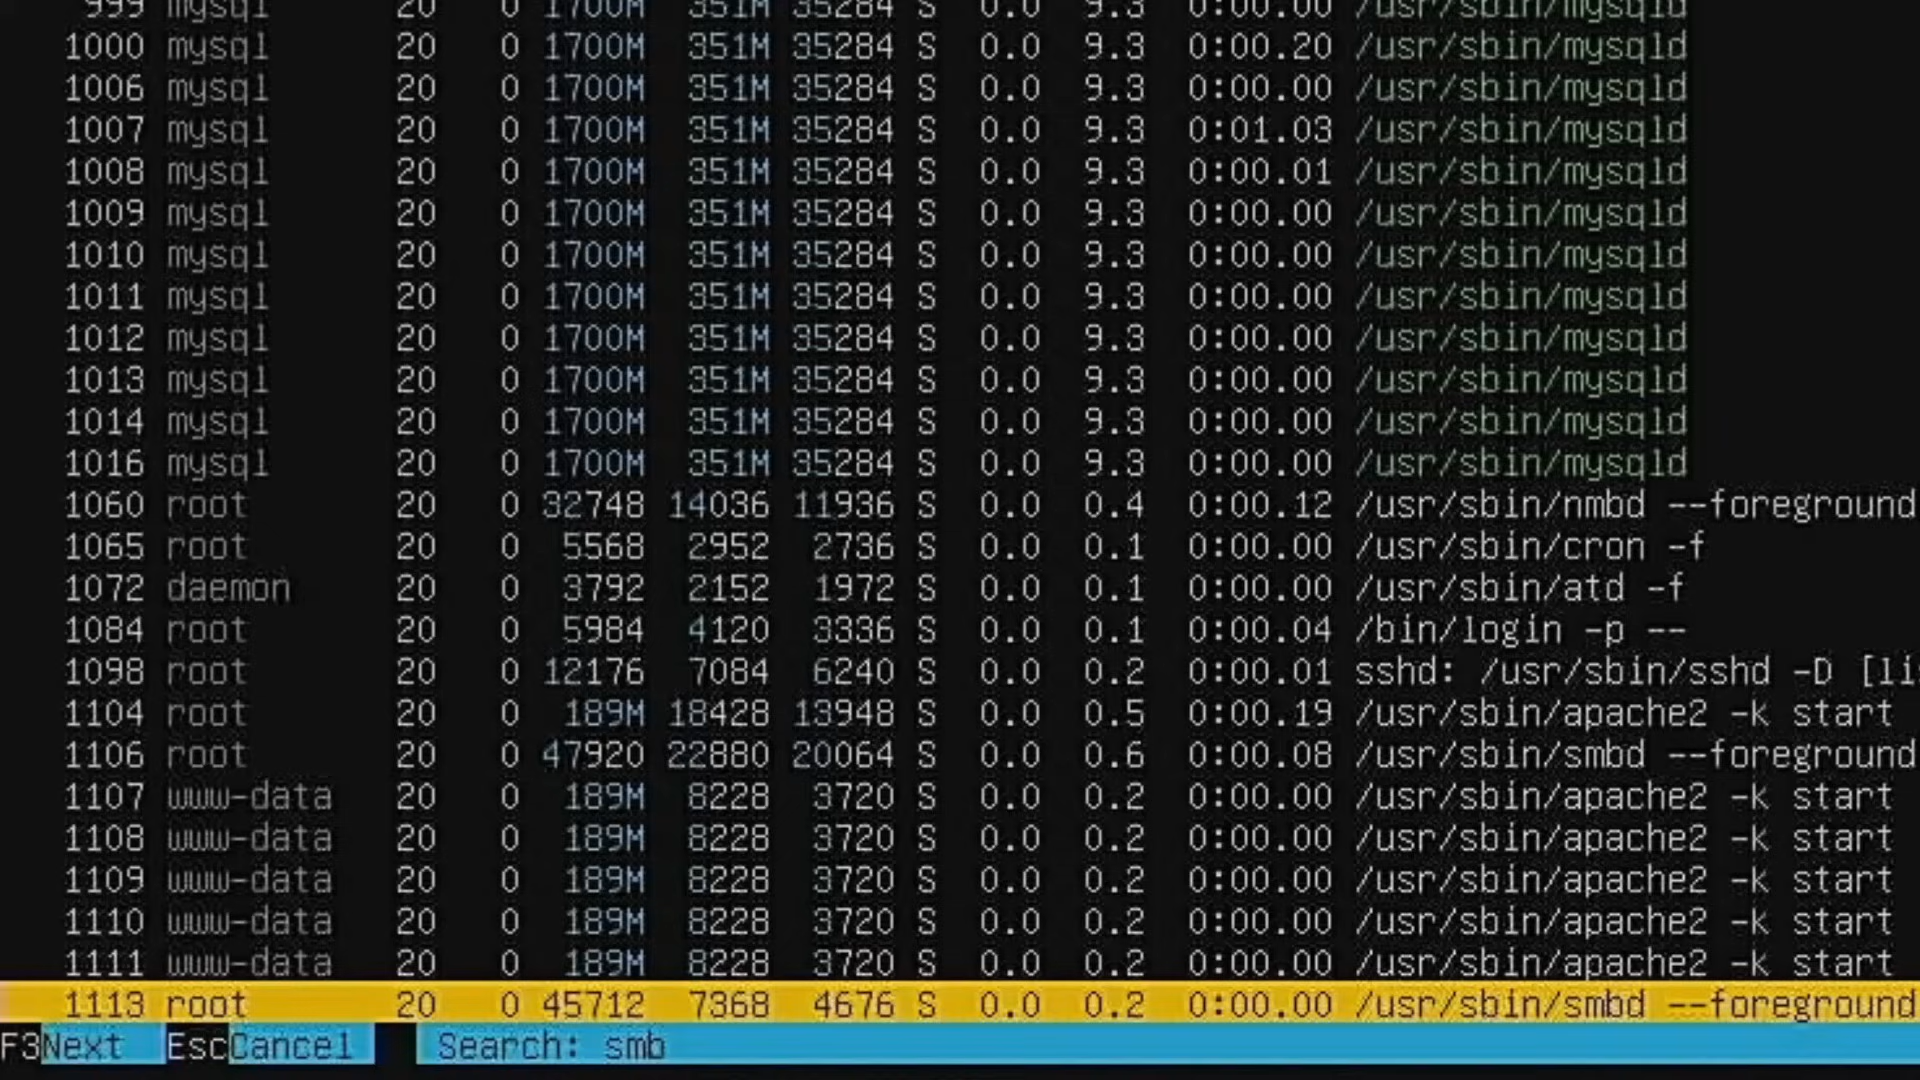 999 mysql 20 0 1700M 351M 35284 S 0.0 9.3 0:00.00 /usr/sbin/mysqld
1000 mysql 20 0 1700M 351M 35284 S 0.0 9.3 0:00.20 /usr/sbin/mysqld
1006 mysql 20 0 1700M 351M 35284 S 0.0 9.3 0:00.00 /usr/sbin/mysqld
1007 mysql 20 0 1700M 351M 35284 S 0.0 9.3 0:01.03 /usr/sbin/mysqld
1008 mysql 20 0 1700M 351M 35284 S 0.0 9.3 0:00.01 /usr/sbin/mysqld
1009 mysql 20 0 1700M 351M 35284 S 0.0 9.3 0:00.00 /usr/sbin/mysqld
1010 mysql 20 0 1700M 351M 35284 S 0.0 9.3 0:00.00 /usr/sbin/mysqld
1011 mysql 20 0 1700M 351M 35284 S 0.0 9.3 0:00.00 /usr/sbin/mysqld
1012 mysql 20 0 1700M 351M 35284 S 0.0 9.3 0:00.00 /usr/sbin/mysqld
1013 mysql 20 0 1700M 351M 35284 S 0.0 9.3 0:00.00 /usr/sbin/mysqld
1014 mysql 20 0 1700M 351M 35284 S 0.0 9.3 0:00.00 /usr/sbin/mysqld
1016 mysql 20 0 1700M 351M 35284 S 0.0 9.3 0:00.00 /usr/sbin/mysqld
1060 root 20 0 32748 14036 11936 S 0.0 0.4 0:00.12 /usr/sbin/nmbd --foreground
1065 root 20 0 5568 2952 2736 S 0.0 0.1 0:00.00 /usr/sbin/cron -f
1072 daemon 20 0 3792 2152 1972 S 0.0 0.1 0:00.00 /usr/sbin/atd -f
1084 root 20 0 5984 4120 3336 S 0.0 0.1 0:00.04 /bin/login -p --
1098 root 20 0 12176 7084 6240 S 0.0 0.2 0:00.01 sshd: /usr/sbin/sshd -D [li
1104 root 20 0 189M 18428 13948 S 0.0 0.5 0:00.19 /usr/sbin/apache2 -k start
1106 root 20 0 47920 22880 20064 S 0.0 0.6 0:00.08 /usr/sbin/smbd --foreground
1107 www-data 20 0 189M 8228 3720 S 0.0 0.2 0:00.00 /usr/sbin/apache2 -k start
1108 www-data 20 0 189M 8228 3720 S 0.0 0.2 0:00.00 /usr/sbin/apache2 -k start
1109 www-data 20 0 189M 8228 3720 S 0.0 0.2 0:00.00 /usr/sbin/apache2 -k start
1110 www-data 20 0 189M 8228 3720 S 0.0 0.2 0:00.00 /usr/sbin/apache2 -k start
1111 www-data 20 0 189M 8228 3720 S 0.0 0.2 0:00.00 /usr/sbin/apache2 -k start
1113 root 20 0 45712 7368 4676 S 0.0 0.2 0:00.00 /usr/sbin/smbd --foreground
F3Next EscCancel Search: smb